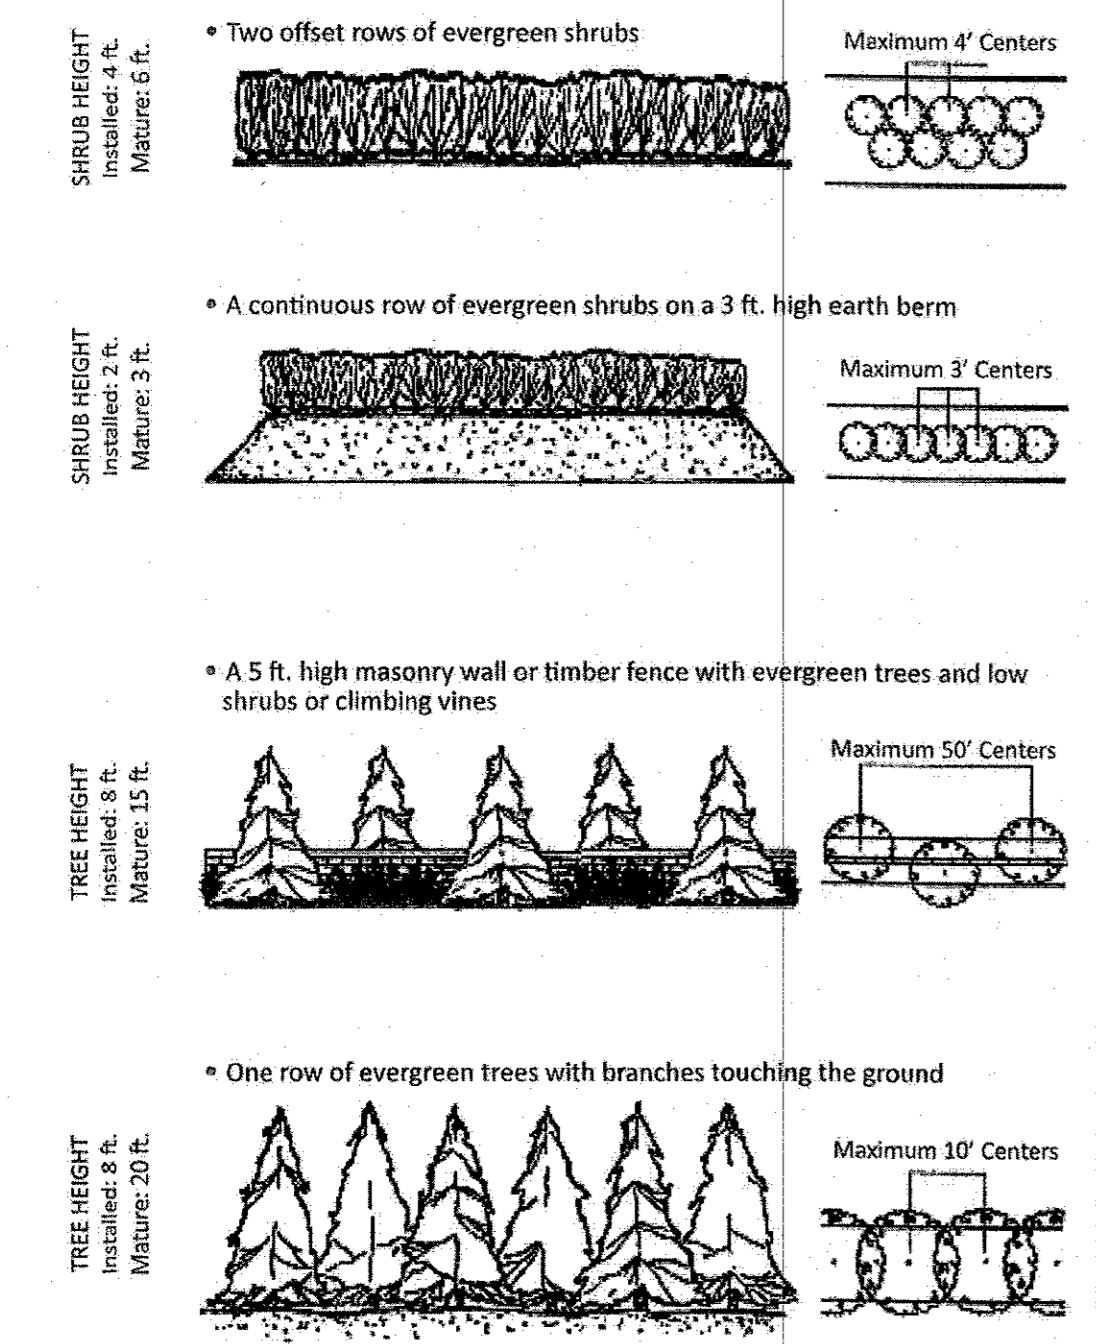 • Two offset rows of evergreen shrubs
SHRUB HEIGHT
Installed: 4 ft.
Mature: 6 ft.
Maximum 4' Centers
• A continuous row of evergreen shrubs on a 3 ft. high earth berm
SHRUB HEIGHT
Installed: 2 ft.
Mature: 3 ft.
Maximum 3' Centers
• A 5 ft. high masonry wall or timber fence with evergreen trees and low
shrubs or climbing vines
TREE HEIGHT
Installed: 8 ft.
Mature: 15 ft.
Maximum 50' Centers
• One row of evergreen trees with branches touching the ground
TREE HEIGHT
Installed: 8 ft.
Mature: 20 ft.
Maximum 10' Centers